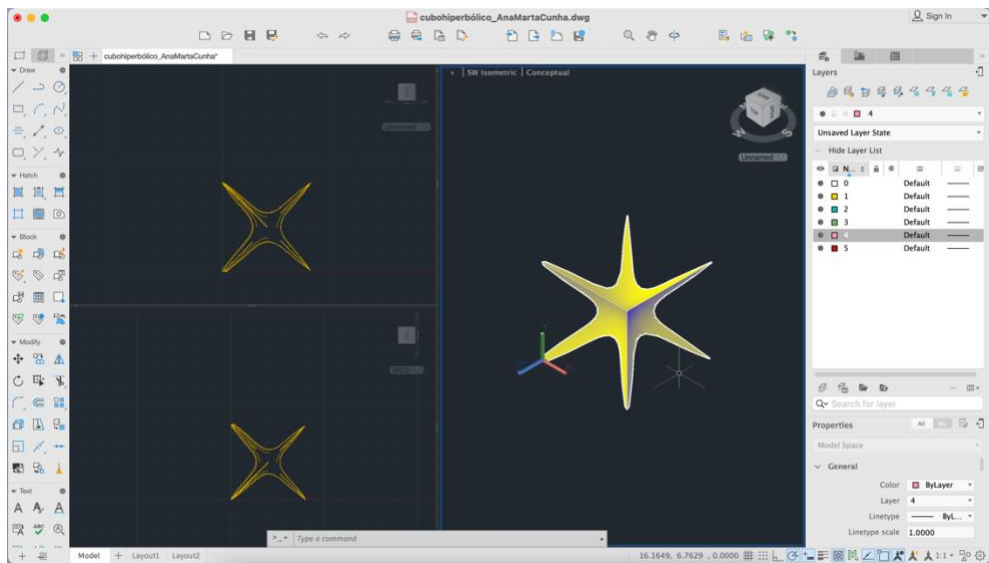 cubohiperbólico_AnaMartaCunha.dwg
Sign In
cubohiperbólico_AnaMartaCunha*
Draw
Hatch
Block
Modify
Text
Unnamed
WCS
+ SW Isometric Conceptual
Unnamed
Type a command
Layers
4
Unsaved Layer State
Hide Layer List
N...
0 Default
1 Default
2 Default
3 Default
4 Default
5 Default
Search for layer
Properties
All
Model Space
General
Color ByLayer
Layer 4
Linetype ByL...
Linetype scale 1.0000
Model + Layout1 Layout2
16.1649, 6.7629 , 0.0000
1:1